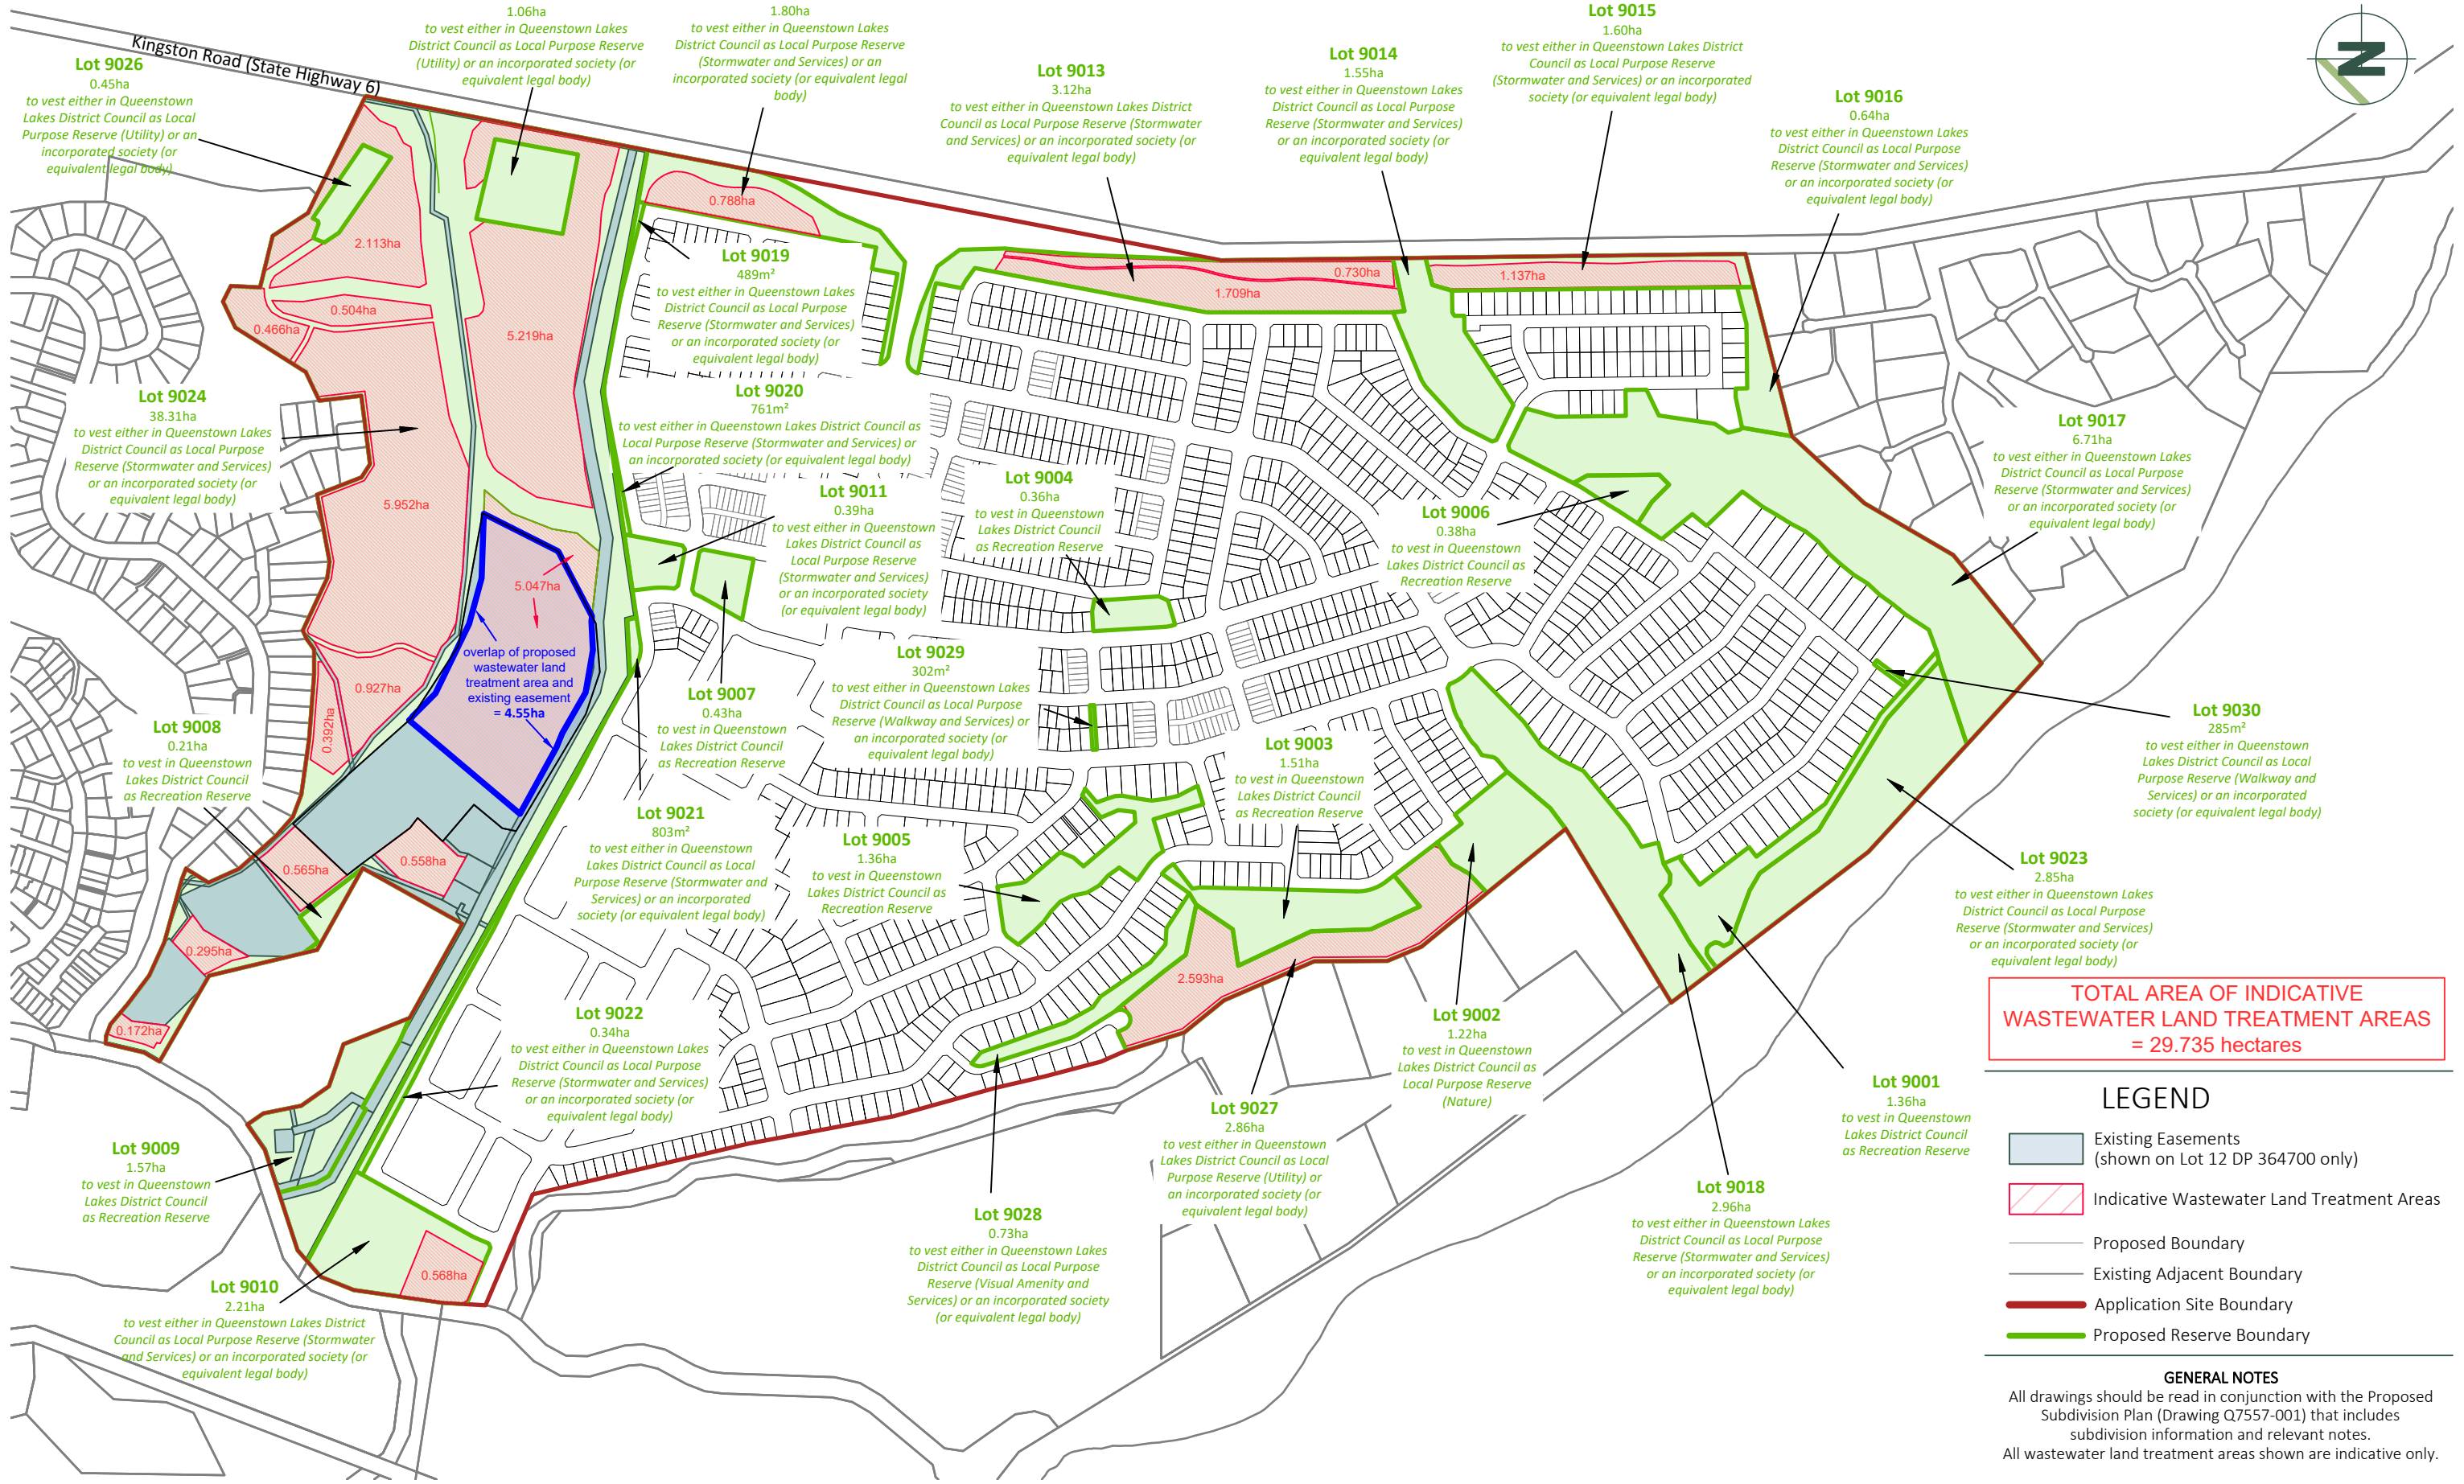 Kingston Road (State Highway 6)
Lot 9026
0.45ha
to vest either in Queenstown
Lakes District Council as Local
Purpose Reserve (Utility) or an
incorporated society (or
equivalent legal body)
1.06ha
to vest either in Queenstown Lakes
District Council as Local Purpose Reserve
(Utility) or an incorporated society (or
equivalent legal body)
1.80ha
to vest either in Queenstown Lakes
District Council as Local Purpose Reserve
(Stormwater and Services) or an
incorporated society (or equivalent legal
body)
Lot 9013
3.12ha
to vest either in Queenstown Lakes District
Council as Local Purpose Reserve (Stormwater
and Services) or an incorporated society (or
equivalent legal body)
Lot 9014
1.55ha
to vest either in Queenstown Lakes
District Council as Local Purpose
Reserve (Stormwater and Services)
or an incorporated society (or
equivalent legal body)
Lot 9015
1.60ha
to vest either in Queenstown Lakes District
Council as Local Purpose Reserve
(Stormwater and Services) or an incorporated
society (or equivalent legal body)
Lot 9016
0.64ha
to vest either in Queenstown Lakes
District Council as Local Purpose
Reserve (Stormwater and Services)
or an incorporated society (or
equivalent legal body)
N
2.113ha
0.504ha
0.466ha
5.219ha
0.788ha
0.730ha
1.709ha
1.137ha
Lot 9019
489m²
to vest either in Queenstown Lakes
District Council as Local Purpose
Reserve (Stormwater and Services)
or an incorporated society (or
equivalent legal body)
Lot 9020
761m²
to vest either in Queenstown Lakes District Council as
Local Purpose Reserve (Stormwater and Services) or
an incorporated society (or equivalent legal body)
Lot 9024
38.31ha
to vest either in Queenstown Lakes
District Council as Local Purpose
Reserve (Stormwater and Services)
or an incorporated society (or
equivalent legal body)
5.952ha
Lot 9011
0.39ha
to vest either in Queenstown
Lakes District Council as
Local Purpose Reserve
(Stormwater and Services)
or an incorporated society
(or equivalent legal body)
Lot 9004
0.36ha
to vest in Queenstown
Lakes District Council
as Recreation Reserve
Lot 9006
0.38ha
to vest in Queenstown
Lakes District Council as
Recreation Reserve
Lot 9017
6.71ha
to vest either in Queenstown Lakes
District Council as Local Purpose
Reserve (Stormwater and Services)
or an incorporated society (or
equivalent legal body)
5.047ha
overlap of proposed
wastewater land
treatment area and
existing easement
= 4.55ha
0.927ha
0.392ha
Lot 9007
0.43ha
to vest in Queenstown
Lakes District Council
as Recreation Reserve
Lot 9029
302m²
to vest either in Queenstown Lakes
District Council as Local Purpose
Reserve (Walkway and Services) or
an incorporated society (or
equivalent legal body)
Lot 9008
0.21ha
to vest in Queenstown
Lakes District Council
as Recreation Reserve
Lot 9003
1.51ha
to vest in Queenstown
Lakes District Council
as Recreation Reserve
Lot 9030
285m²
to vest either in Queenstown
Lakes District Council as Local
Purpose Reserve (Walkway and
Services) or an incorporated
society (or equivalent legal body)
Lot 9021
803m²
to vest either in Queenstown
Lakes District Council as Local
Purpose Reserve (Stormwater and
Services) or an incorporated
society (or equivalent legal body)
Lot 9005
1.36ha
to vest in Queenstown
Lakes District Council as
Recreation Reserve
0.565ha
0.558ha
0.295ha
0.172ha
2.593ha
Lot 9023
2.85ha
to vest either in Queenstown Lakes
District Council as Local Purpose
Reserve (Stormwater and Services)
or an incorporated society (or
equivalent legal body)
Lot 9022
0.34ha
to vest either in Queenstown Lakes
District Council as Local Purpose
Reserve (Stormwater and Services)
or an incorporated society (or
equivalent legal body)
Lot 9002
1.22ha
to vest in Queenstown
Lakes District Council as
Local Purpose Reserve
(Nature)
Lot 9001
1.36ha
to vest in Queenstown
Lakes District Council
as Recreation Reserve
Lot 9027
2.86ha
to vest either in Queenstown
Lakes District Council as Local
Purpose Reserve (Utility) or
an incorporated society (or
equivalent legal body)
Lot 9009
1.57ha
to vest in Queenstown
Lakes District Council
as Recreation Reserve
Lot 9018
2.96ha
to vest either in Queenstown Lakes
District Council as Local Purpose
Reserve (Stormwater and Services)
or an incorporated society (or
equivalent legal body)
Lot 9028
0.73ha
to vest either in Queenstown Lakes
District Council as Local Purpose
Reserve (Visual Amenity and
Services) or an incorporated society
(or equivalent legal body)
Lot 9010
2.21ha
to vest either in Queenstown Lakes District
Council as Local Purpose Reserve (Stormwater
and Services) or an incorporated society (or
equivalent legal body)
0.568ha
TOTAL AREA OF INDICATIVE
WASTEWATER LAND TREATMENT AREAS
= 29.735 hectares
LEGEND
Existing Easements
(shown on Lot 12 DP 364700 only)
Indicative Wastewater Land Treatment Areas
Proposed Boundary
Existing Adjacent Boundary
Application Site Boundary
Proposed Reserve Boundary
GENERAL NOTES
All drawings should be read in conjunction with the Proposed
Subdivision Plan (Drawing Q7557-001) that includes
subdivision information and relevant notes.
All wastewater land treatment areas shown are indicative only.